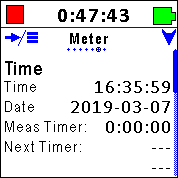 0:47:43
Meter
Time
Time 16:35:59
Date 2019-03-07
Meas Timer: 0:00:00
Next Timer: ---
---